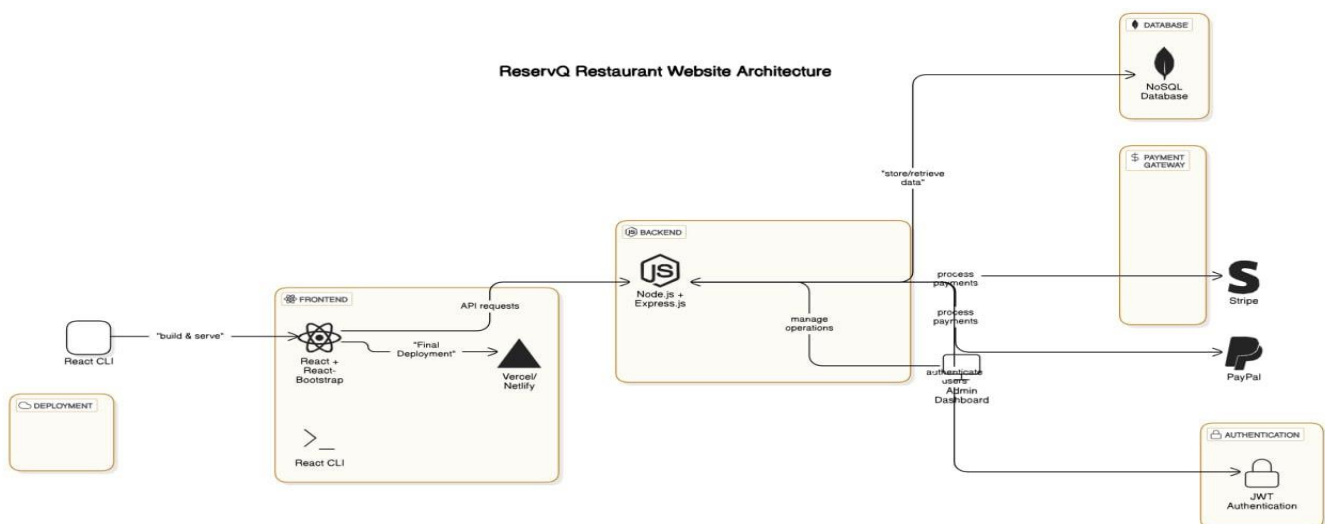 ReservQ Restaurant Website Architecture
DATABASE
NoSQL
Database
$ PAYMENT
GATEWAY
"store/retrieve
data"
JS BACKEND
JS
Node.js +
Express.js
process
payments
Stripe
FRONTEND
API requests
"build & serve"
React CLI
React +
React-
Bootstrap
"Final
Deployment"
Vercel/
Netlify
manage
operations
process
payments
PayPal
authenticate
users
Admin
Dashboard
DEPLOYMENT
>_
React CLI
AUTHENTICATION
JWT
Authentication